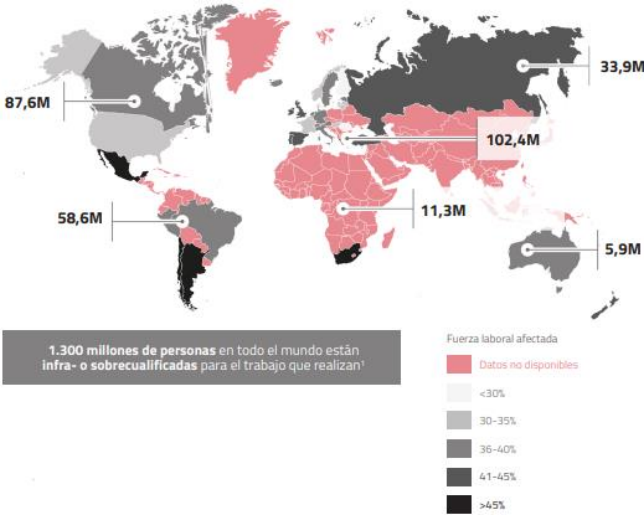 33,9M
87,6M
102,4M
58,6M
11,3M
5,9M
1.300 millones de personas en todo el mundo están
infra- o sobrecualificadas para el trabajo que realizan¹
Fuerza laboral afectada
Datos no disponibles
<30%
30-35%
36-40%
41-45%
>45%